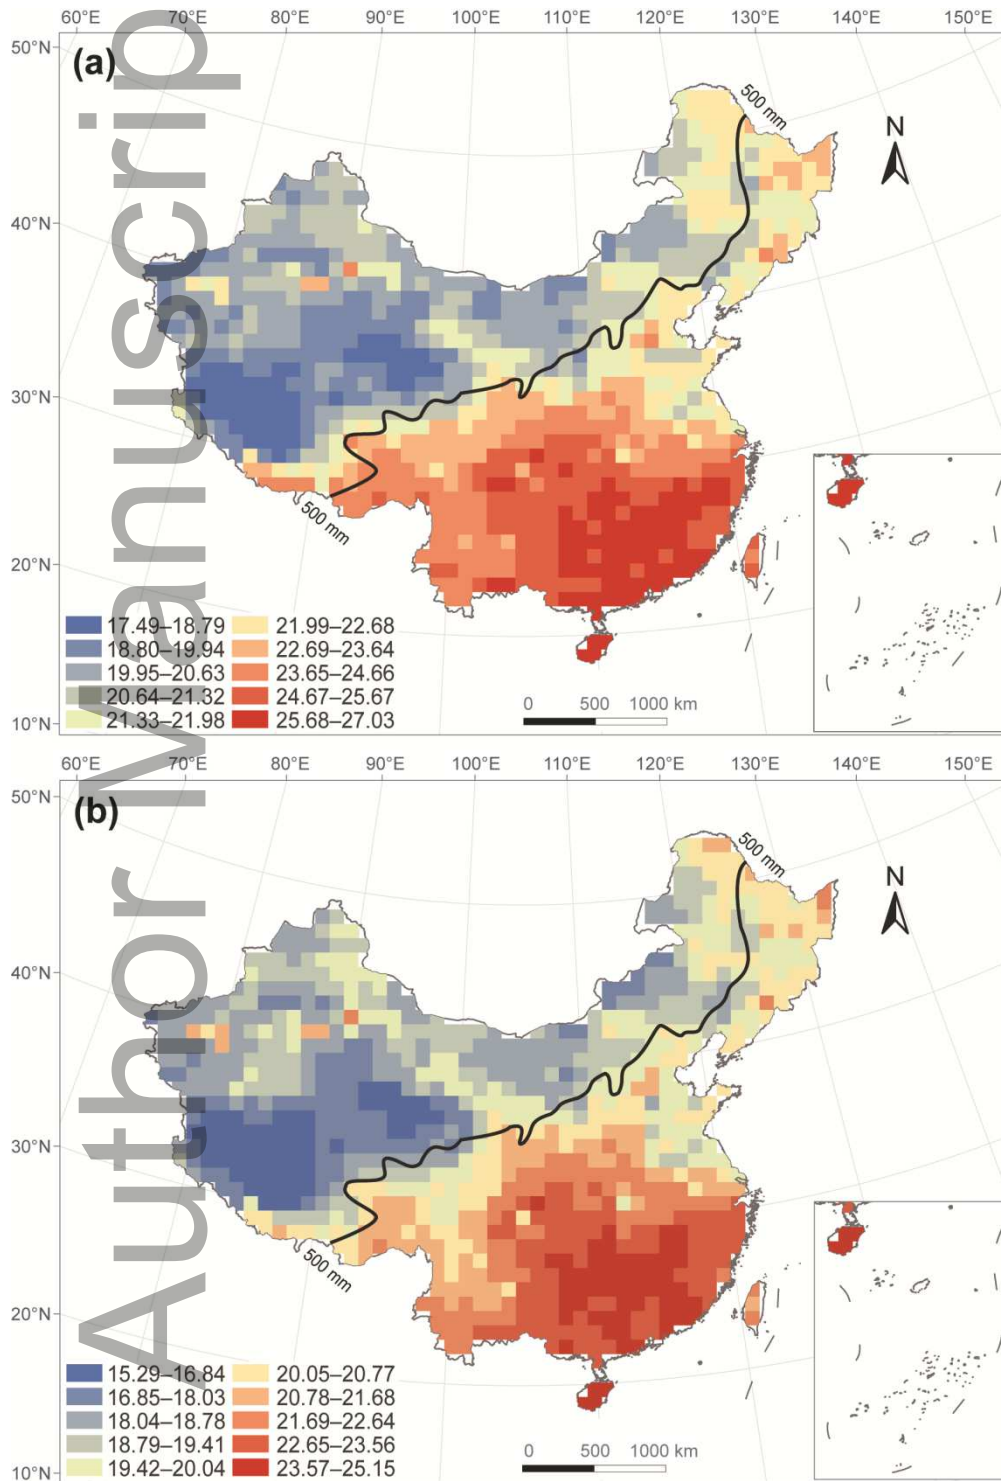 60°E 70°E 80°E 90°E 100°E 110°E 120°E 130°E 140°E 150°E
50°N
(a)
500 mm
N
40°N
30°N
500 mm
20°N
17.49–18.79 21.99–22.68
18.80–19.94 22.69–23.64
19.95–20.63 23.65–24.66
20.64–21.32 24.67–25.67
21.33–21.98 25.68–27.03
0 500 1000 km
10°N
60°E 70°E 80°E 90°E 100°E 110°E 120°E 130°E 140°E 150°E
50°N
(b)
500 mm
N
40°N
30°N
500 mm
20°N
15.29–16.84 20.05–20.77
16.85–18.03 20.78–21.68
18.04–18.78 21.69–22.64
18.79–19.41 22.65–23.56
19.42–20.04 23.57–25.15
0 500 1000 km
10°N
Author Manuscrip